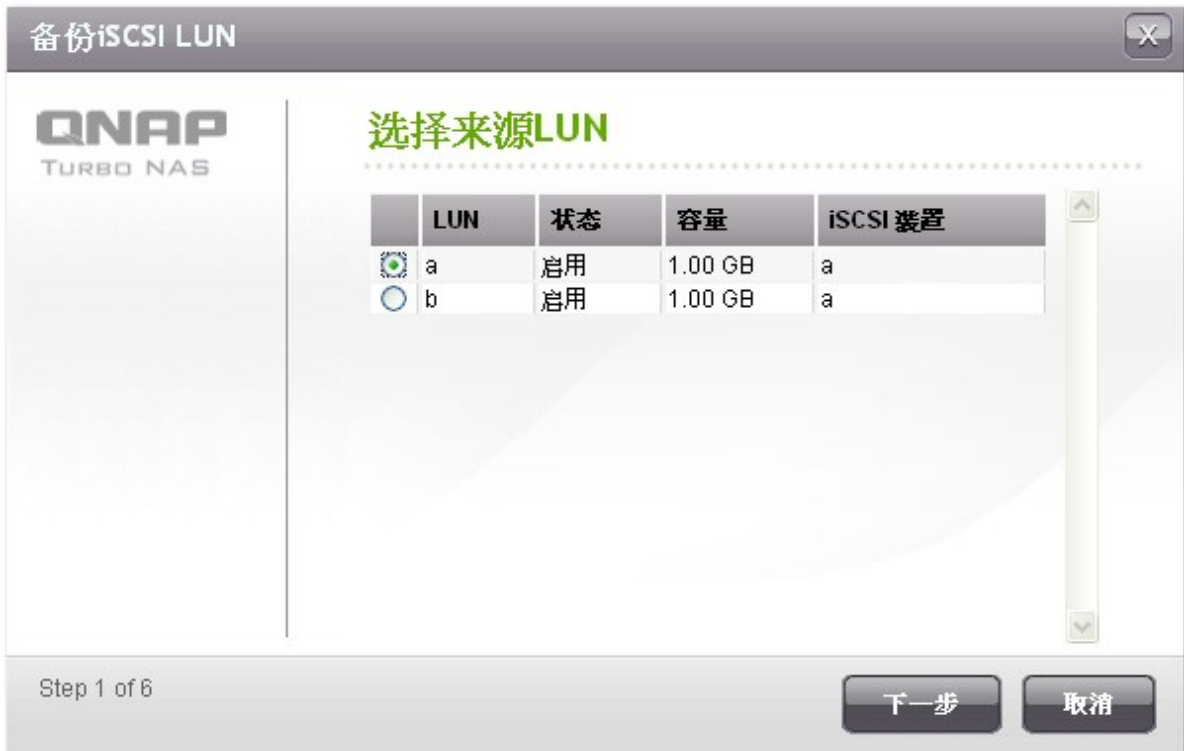 备份iSCSI LUN
X
QNAP
TURBO NAS
选择来源LUN
LUN 状态 容量 iSCSI 装置
a 启用 1.00 GB a
b 启用 1.00 GB a
Step 1 of 6
下一步 取消